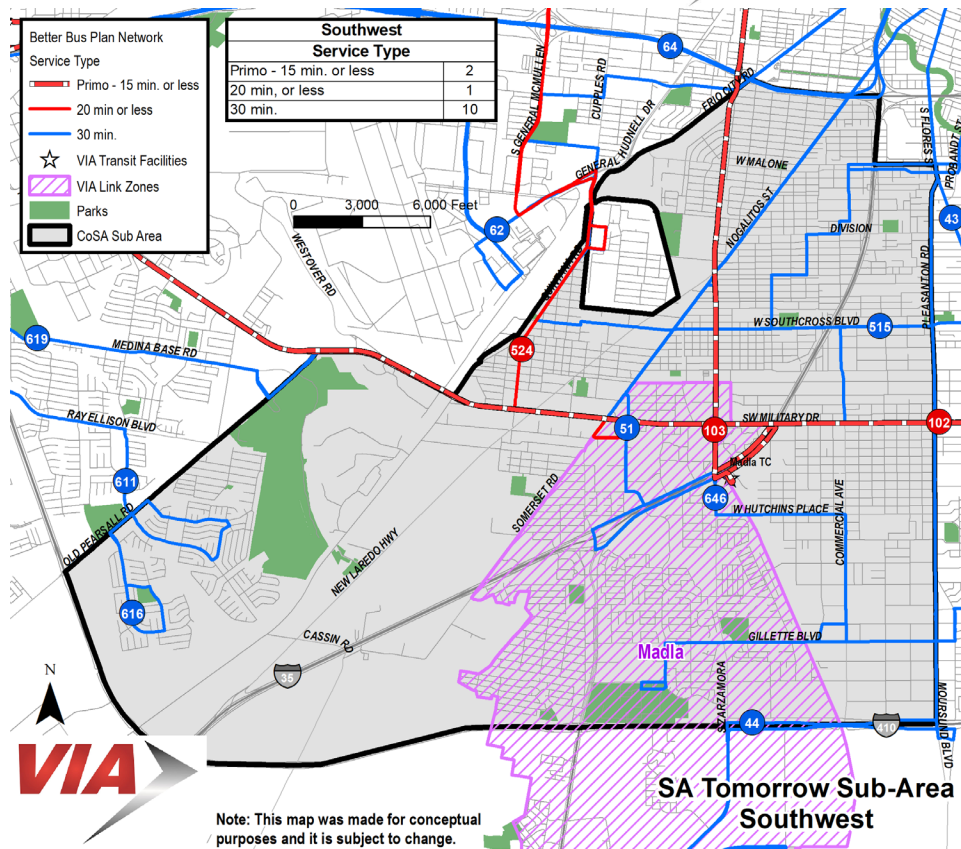 Better Bus Plan Network
Service Type
Primo - 15 min. or less
20 min or less
30 min.
VIA Transit Facilities
VIA Link Zones
Parks
CoSA Sub Area
Southwest
Service Type
Primo - 15 min. or less 2
20 min, or less 1
30 min. 10
0 3,000 6,000 Feet
64
S GENERAL MCMULLEN
CUPPLES RD
FRIO CITY RD
GENERAL HUDNELL DR
S FLORES S
PROBANDT ST
W MALONE
NOGALITOS ST
62
43
DIVISION
WESTOVER RD
PLEASANTON RD
QUINTANA RD
619
MEDINA BASE RD
524
W SOUTHCROSS BLVD
515
RAY ELLISON BLVD
51
103
SW MILITARY DR
102
Madla TC
611
646
SOMERSET RD
W HUTCHINS PLACE
COMMERCIAL AVE
OLD PEARSALL RD
NEW LAREDO HWY
616
CASSIN RD
GILLETTE BLVD
Madla
35
N
S ZARZAMORA
44
410
MOURSUND BLVD
VIA
SA Tomorrow Sub-Area
Southwest
Note: This map was made for conceptual
purposes and it is subject to change.